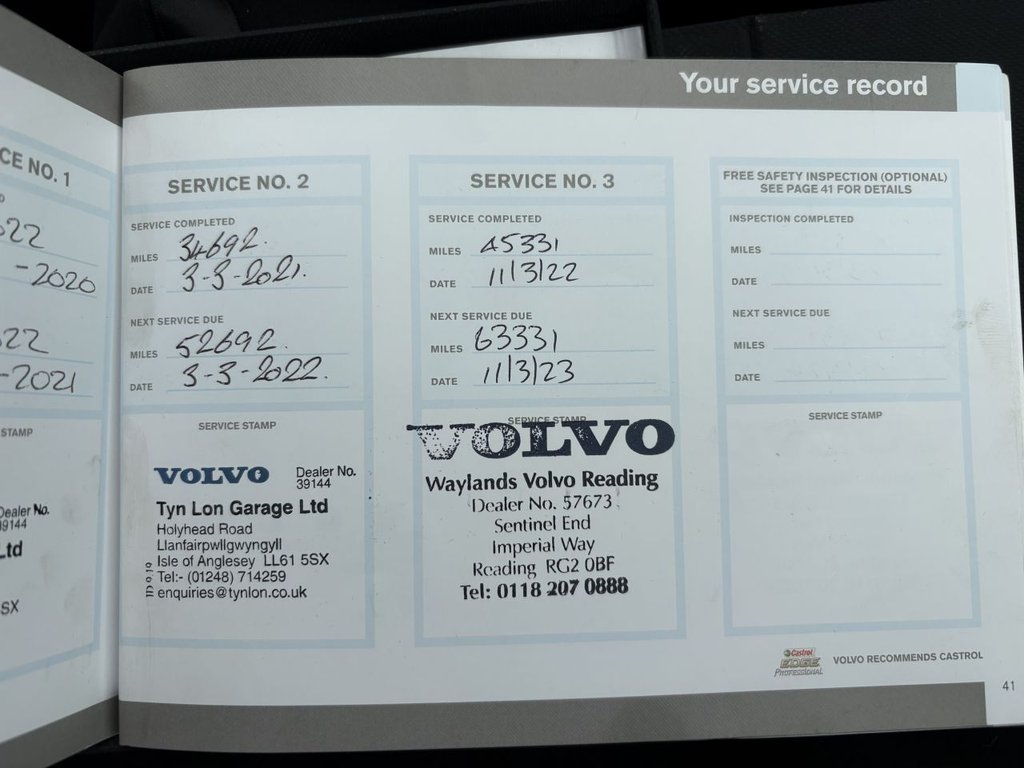 Your service record
CE NO. 1
22
-2020
22
-2021
STAMP
Dealer No.
39144
Ltd
5SX
SERVICE NO. 2
SERVICE COMPLETED
MILES 34692.
DATE 3-3-2021.
NEXT SERVICE DUE
MILES 52692.
DATE 3-3-2022.
SERVICE STAMP
VOLVO Dealer No.
39144
Tyn Lon Garage Ltd
Holyhead Road
Llanfairpwllgwyngyll
Isle of Anglesey LL61 5SX
Tel:- (01248) 714259
enquiries@tynlon.co.uk
SERVICE NO. 3
SERVICE COMPLETED
MILES 45331
DATE 11/3/22
NEXT SERVICE DUE
MILES 63331
DATE 11/3/23
SERVICE STAMP
VOLVO
Waylands Volvo Reading
Dealer No. 57673
Sentinel End
Imperial Way
Reading RG2 0BF
Tel: 0118 207 0888
FREE SAFETY INSPECTION (OPTIONAL)
SEE PAGE 41 FOR DETAILS
INSPECTION COMPLETED
MILES
DATE
NEXT SERVICE DUE
MILES
DATE
SERVICE STAMP
Castrol
EDGE
PROFESSIONAL
VOLVO RECOMMENDS CASTROL
41